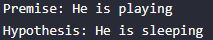 Premise: He is playing
Hypothesis: He is sleeping